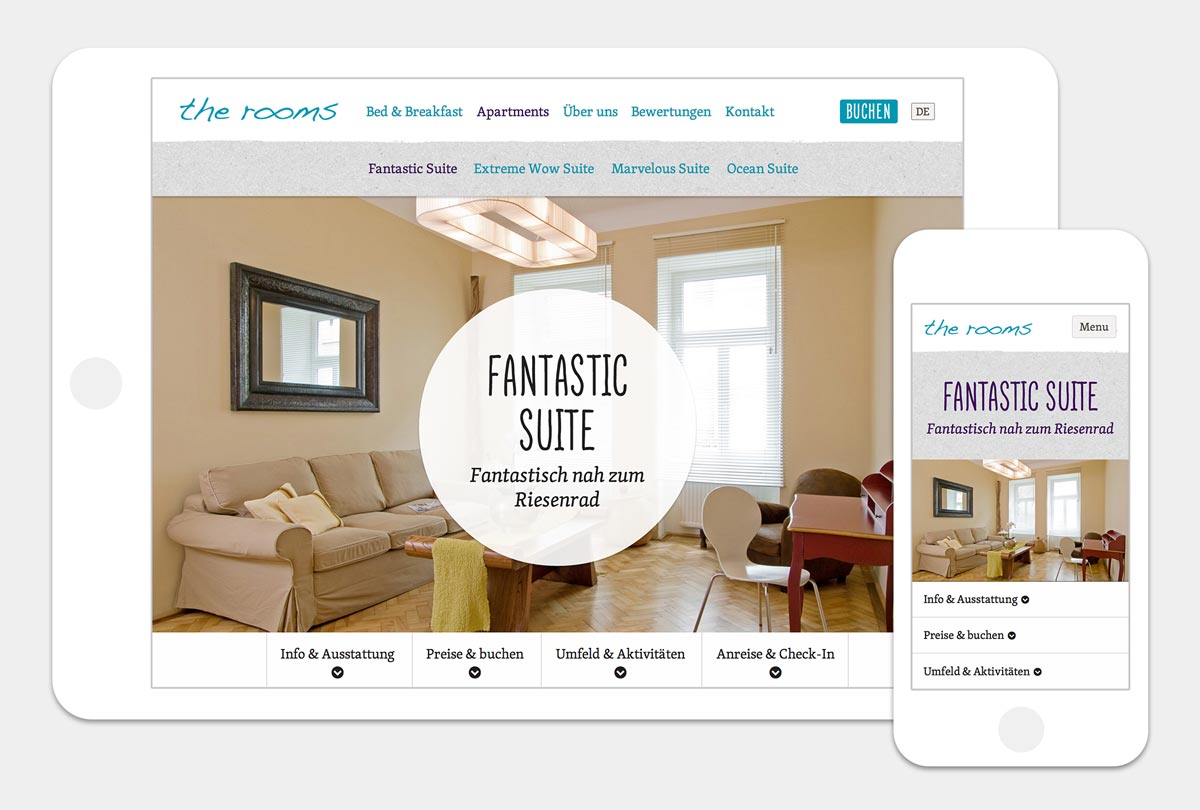 the rooms Bed & Breakfast Apartments Über uns Bewertungen Kontakt BUCHEN DE
Fantastic Suite Extreme Wow Suite Marvelous Suite Ocean Suite
FANTASTIC
SUITE
Fantastisch nah zum
Riesenrad
Info & Ausstattung Preise & buchen Umfeld & Aktivitäten Anreise & Check-In
the rooms Menu
FANTASTIC SUITE
Fantastisch nah zum Riesenrad
Info & Ausstattung
Preise & buchen
Umfeld & Aktivitäten